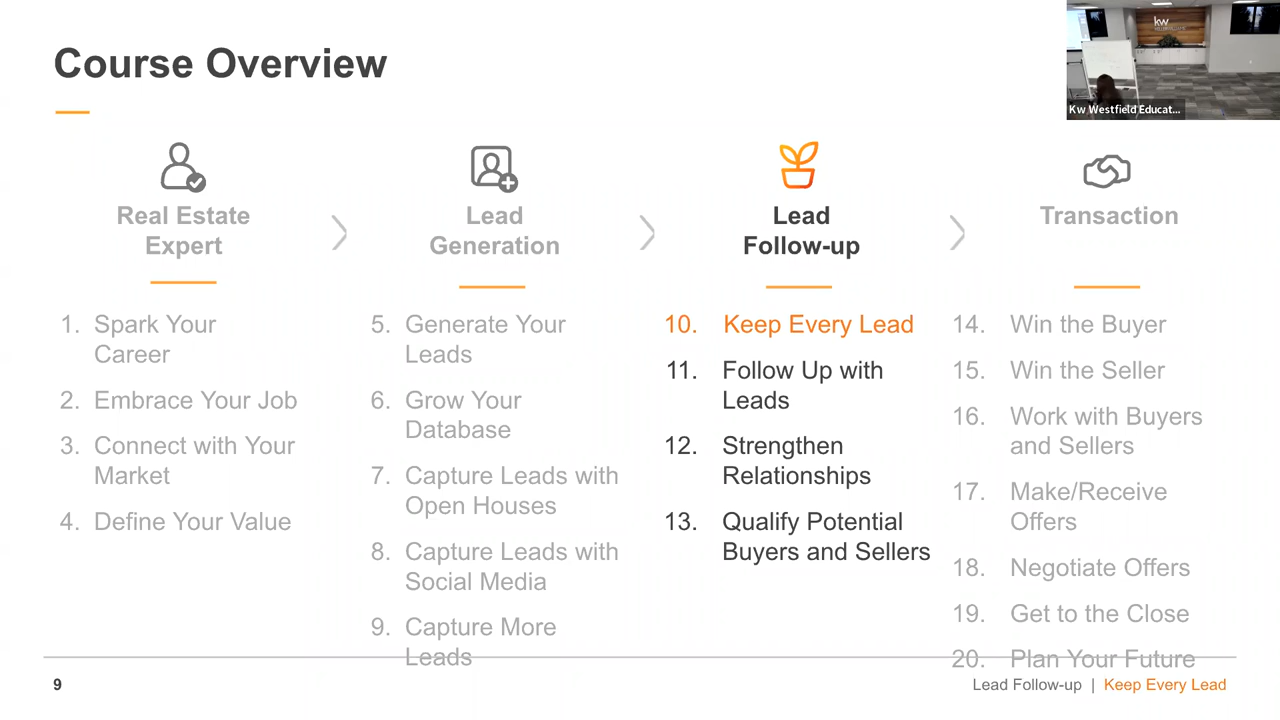 Course Overview
kw
Kw Westfield Educat...
Real Estate
Expert
1. Spark Your
Career
2. Embrace Your Job
3. Connect with Your
Market
4. Define Your Value
Lead
Generation
5. Generate Your
Leads
6. Grow Your
Database
7. Capture Leads with
Open Houses
8. Capture Leads with
Social Media
9. Capture More
Leads
Lead
Follow-up
10. Keep Every Lead
11. Follow Up with
Leads
12. Strengthen
Relationships
13. Qualify Potential
Buyers and Sellers
Transaction
14. Win the Buyer
15. Win the Seller
16. Work with Buyers
and Sellers
17. Make/Receive
Offers
18. Negotiate Offers
19. Get to the Close
20. Plan Your Future
9
Lead Follow-up | Keep Every Lead